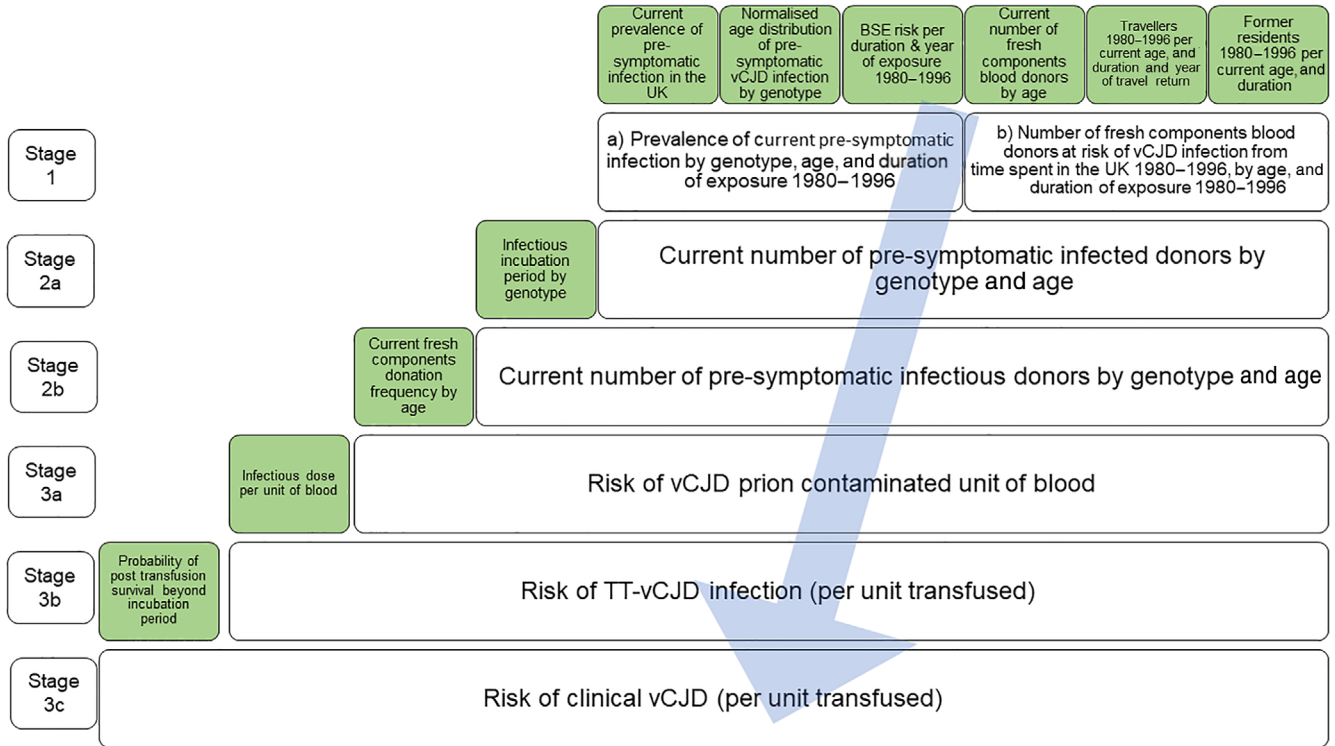 Current
prevalence of
pre-
symptomatic
infection in the
UK
Normalised
age distribution
of pre-
symptomatic
vCJD infection
by genotype
BSE risk per
duration & year
of exposure
1980–1996
Current
number of
fresh
components
blood donors
by age
Travellers
1980–1996 per
current age, and
duration and year
of travel return
Former
residents
1980–1996 per
current age, and
duration
Stage
1
a) Prevalence of current pre-symptomatic
infection by genotype, age, and duration
of exposure 1980–1996
b) Number of fresh components blood
donors at risk of vCJD infection from
time spent in the UK 1980–1996, by age, and
duration of exposure 1980–1996
Stage
2a
Infectious
incubation
period by
genotype
Current number of pre-symptomatic infected donors by
genotype and age
Stage
2b
Current fresh
components
donation
frequency by
age
Current number of pre-symptomatic infectious donors by genotype and age
Stage
3a
Infectious dose
per unit of blood
Risk of vCJD prion contaminated unit of blood
Stage
3b
Probability of
post transfusion
survival beyond
incubation
period
Risk of TT-vCJD infection (per unit transfused)
Stage
3c
Risk of clinical vCJD (per unit transfused)